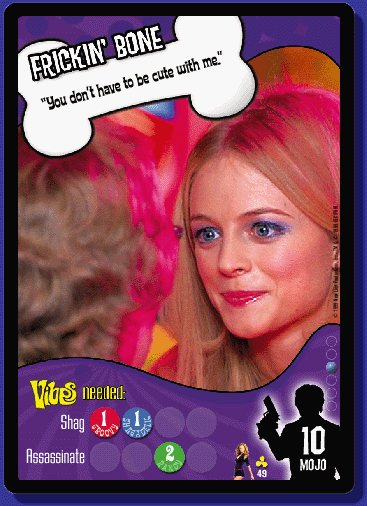 FRICKIN' BONE
"You don't have to be cute with me."
Vibes needed:
Shag 1 GROOVY 1
Assassinate 2
49
10
MOJO